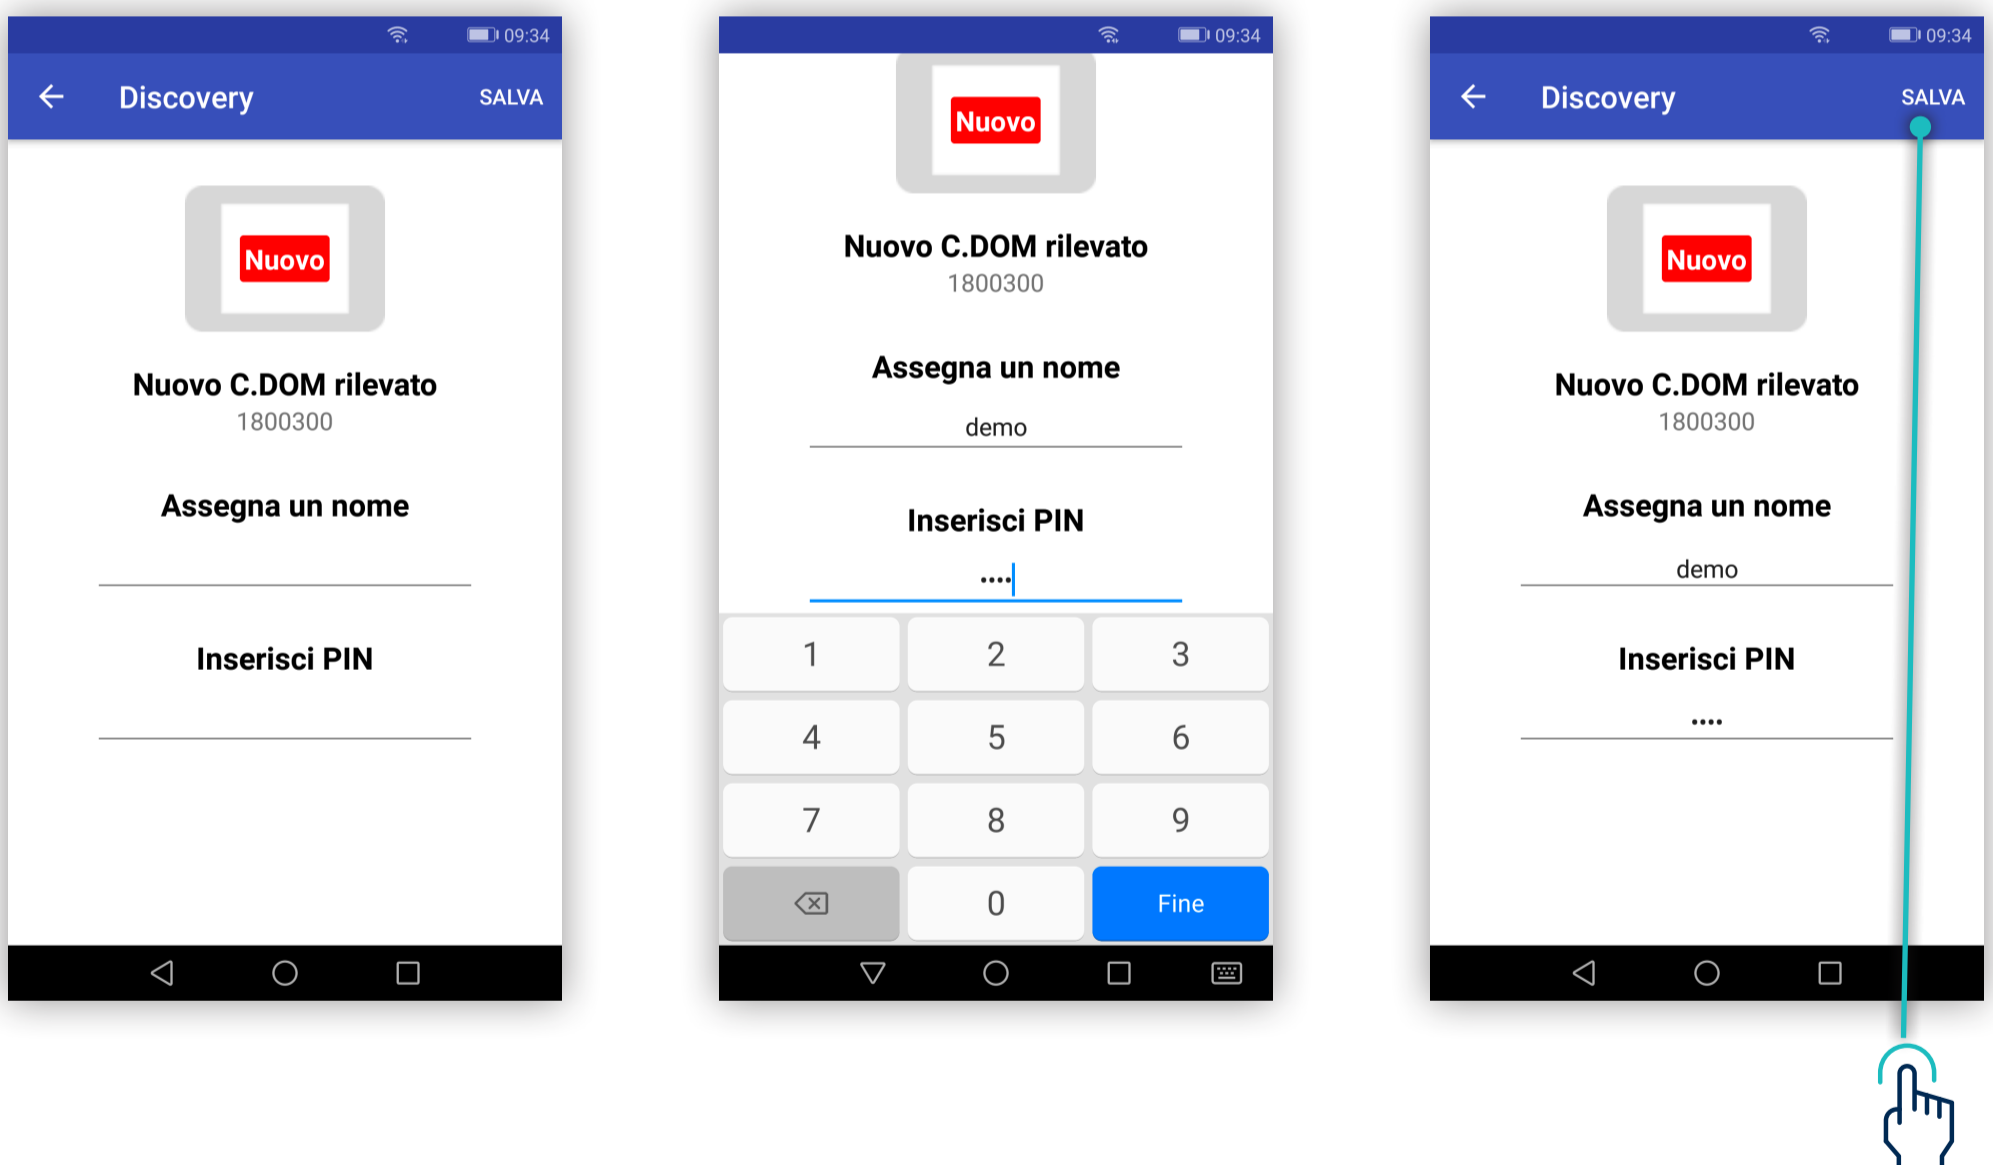 09:34
Discovery
SALVA
Nuovo
Nuovo C.DOM rilevato
1800300
Assegna un nome
Inserisci PIN
09:34
Nuovo
Nuovo C.DOM rilevato
1800300
Assegna un nome
demo
Inserisci PIN
••••
1 2 3
4 5 6
7 8 9
0 Fine
09:34
Discovery
SALVA
Nuovo
Nuovo C.DOM rilevato
1800300
Assegna un nome
demo
Inserisci PIN
••••